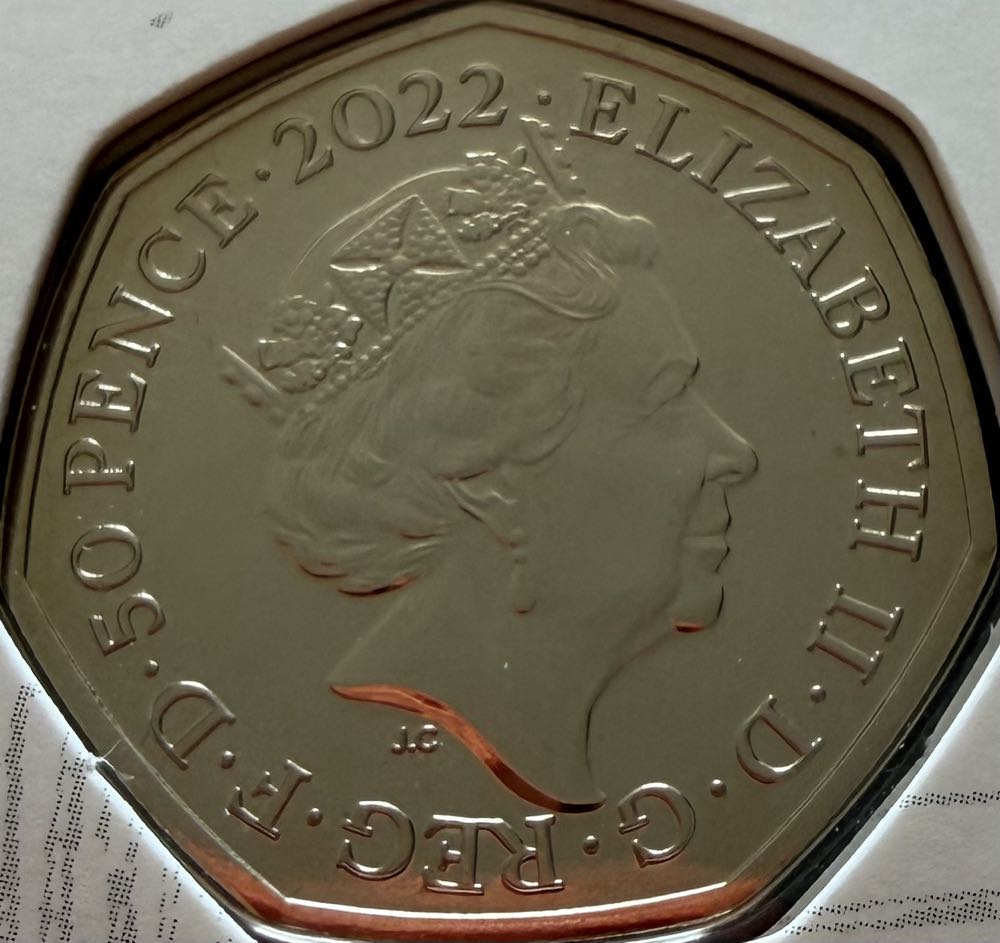 ELIZABETH II · D · G · REG · F · D · 50 PENCE · 2022 ·
J.C